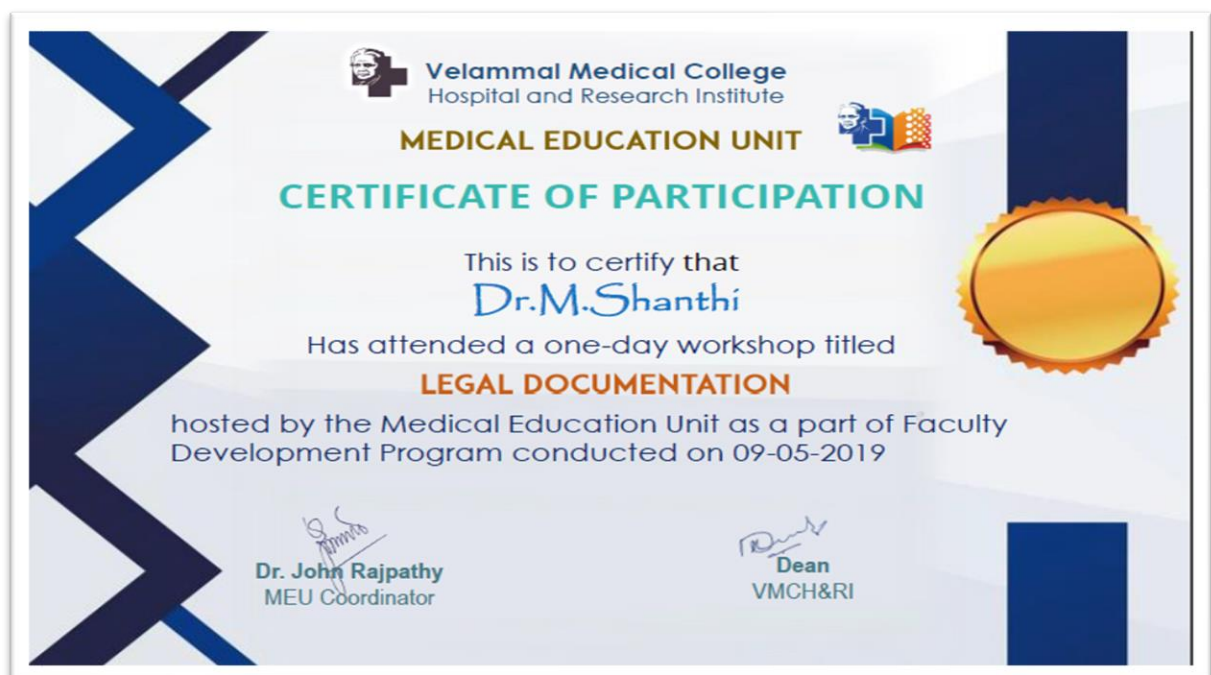 Velammal Medical College
Hospital and Research Institute
MEDICAL EDUCATION UNIT
CERTIFICATE OF PARTICIPATION
This is to certify that
Dr.M.Shanthi
Has attended a one-day workshop titled
LEGAL DOCUMENTATION
hosted by the Medical Education Unit as a part of Faculty
Development Program conducted on 09-05-2019
Dr. John Rajpathy
MEU Coordinator
Dean
VMCH&RI